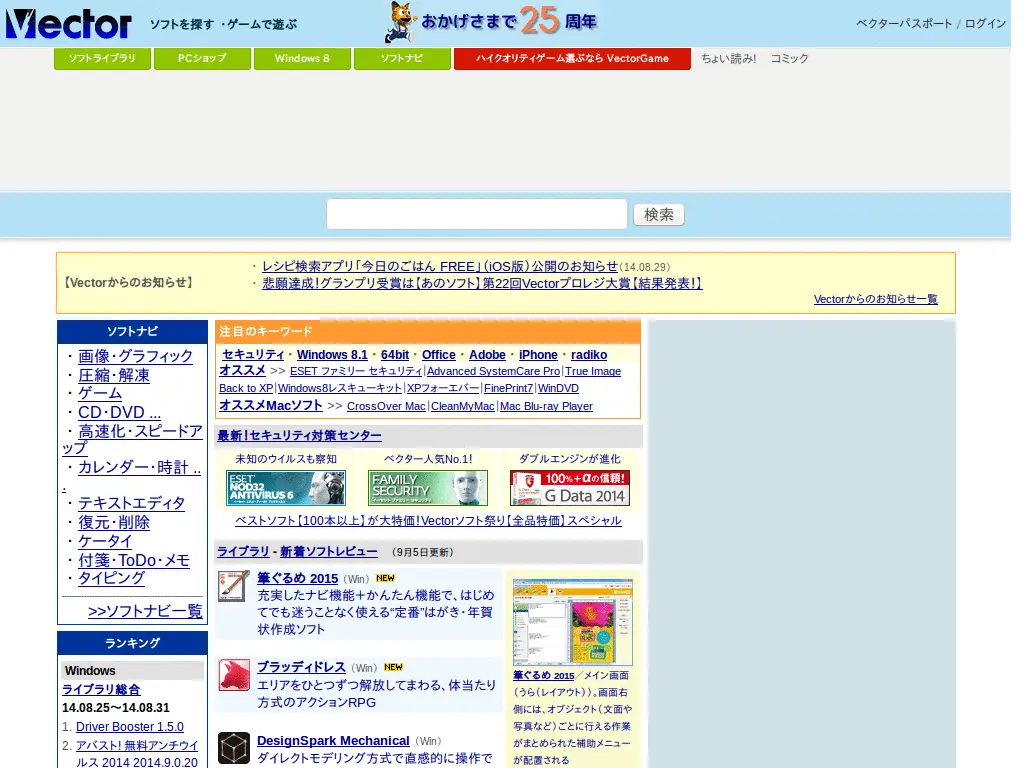 Vector ソフトを探す ・ゲームで遊ぶ おかげさまで25周年 ベクターパスポート / ログイン
ソフトライブラリ PCショップ Windows 8 ソフトナビ ハイクオリティゲーム選ぶなら VectorGame ちょい読み! コミック
検索
【Vectorからのお知らせ】
・ レシピ検索アプリ「今日のごはん FREE」（iOS版）公開のお知らせ(14.08.29)
・ 悲願達成!グランプリ受賞は【あのソフト】第22回Vectorプロレジ大賞【結果発表!】
Vectorからのお知らせ一覧
ソフトナビ
・ 画像・グラフィック
・ 圧縮・解凍
・ ゲーム
・ CD・DVD ...
・ 高速化・スピードア
ップ
・ カレンダー・時計 ..
.
・ テキストエディタ
・ 復元・削除
・ ケータイ
・ 付箋・ToDo・メモ
・ タイピング
>>ソフトナビ一覧
ランキング
Windows
ライブラリ総合
14.08.25〜14.08.31
1. Driver Booster 1.5.0
2. アバスト! 無料アンチウイ
ルス 2014 2014.9.0.20
注目のキーワード
セキュリティ・Windows 8.1・64bit・Office・Adobe・iPhone・radiko
オススメ >> ESET ファミリー セキュリティ|Advanced SystemCare Pro|True Image
Back to XP|Windows8レスキューキット|XPフォーエバー|FinePrint7|WinDVD
オススメMacソフト >> CrossOver Mac|CleanMyMac|Mac Blu-ray Player
最新!セキュリティ対策センター
未知のウイルスも察知 ベクター人気No.1! ダブルエンジンが進化
ESET NOD32 ANTIVIRUS 6
FAMILY SECURITY
100%+αの信頼! G Data 2014
ベストソフト【100本以上】が大特価!Vectorソフト祭り【全品特価】スペシャル
ライブラリ - 新着ソフトレビュー （9月5日更新）
筆ぐるめ 2015（Win） NEW
充実したナビ機能＋かんたん機能で、はじめ
てでも迷うことなく使える“定番”はがき・年賀
状作成ソフト
ブラッディドレス（Win） NEW
エリアをひとつずつ解放してまわる、体当たり
方式のアクションRPG
DesignSpark Mechanical（Win）
ダイレクトモデリング方式で直感的に操作で
筆ぐるめ 2015／メイン画面
（うら（レイアウト））。画面右
側には、オブジェクト（文面や
写真など）ごとに行える作業
がまとめられた補助メニュー
が配置される